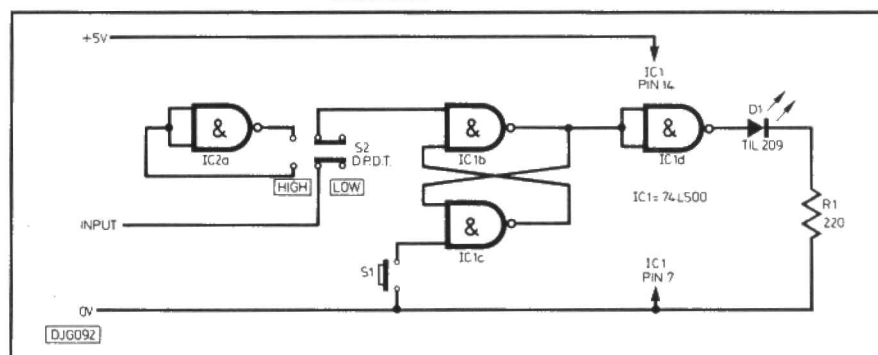 +5V
IC1
PIN 14
D1
TIL 209
&
IC2a
S2
D.P.D.T.
HIGH
LOW
&
IC1b
&
IC1d
IC1= 74LS00
R1
220
INPUT
&
IC1c
S1
IC1
PIN 7
0V
DJG092